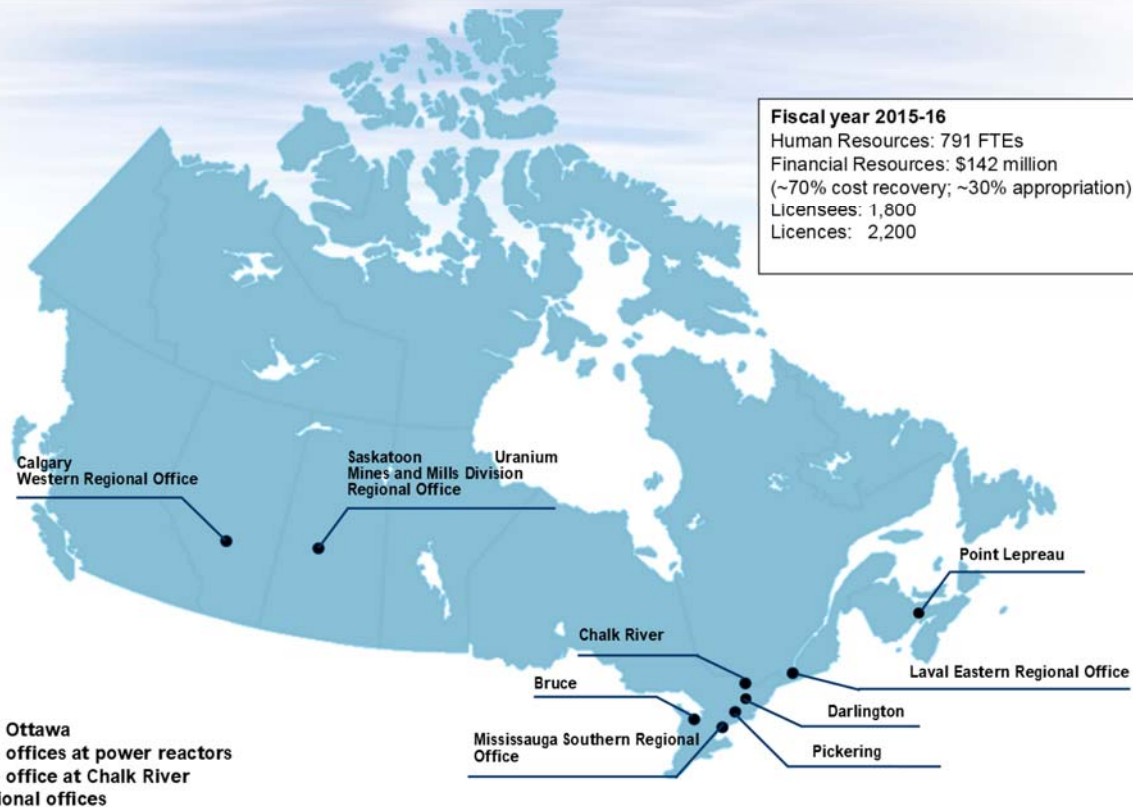 Fiscal year 2015-16
Human Resources: 791 FTEs
Financial Resources: $142 million
(~70% cost recovery; ~30% appropriation)
Licensees: 1,800
Licences: 2,200
Calgary
Western Regional Office
Saskatoon Uranium
Mines and Mills Division
Regional Office
Point Lepreau
Chalk River
Laval Eastern Regional Office
Bruce
Darlington
Mississauga Southern Regional
Office
Pickering
Ottawa
offices at power reactors
office at Chalk River
ional offices